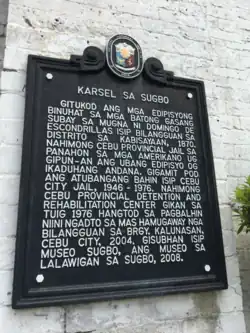 KARSEL SA SUGBO
GITUKOD ANG MGA EDIPISYONG
BINUHAT SA MGA BATONG GASANG
SUBAY SA MUGNA NI DOMINGO DE
ESCONDRILLAS ISIP BILANGGUAN SA
DISTRITO SA KABISAYAAN, 1870.
NAHIMONG CEBU PROVINCIAL JAIL SA
PANAHON SA MGA AMERIKANO UG
GIPUN-AN ANG UBANG EDIPISYO UG
IKADUHANG ANDANA. GIGAMIT POD
ANG ATUBANGANG BAHIN ISIP CEBU
CITY JAIL, 1946 - 1976. NAHIMONG
CEBU PROVINCIAL DETENTION AND
REHABILITATION CENTER GIKAN SA
TUIG 1976 HANGTOD SA PAGBALHIN
NIINI NGADTO SA MAS HAMUGAWAY NGA
BILANGGUAN SA BRGY. KALUNASAN,
CEBU CITY, 2004. GISUBHAN ISIP
MUSEO SUGBO, ANG MUSEO SA
LALAWIGAN SA SUGBO, 2008.